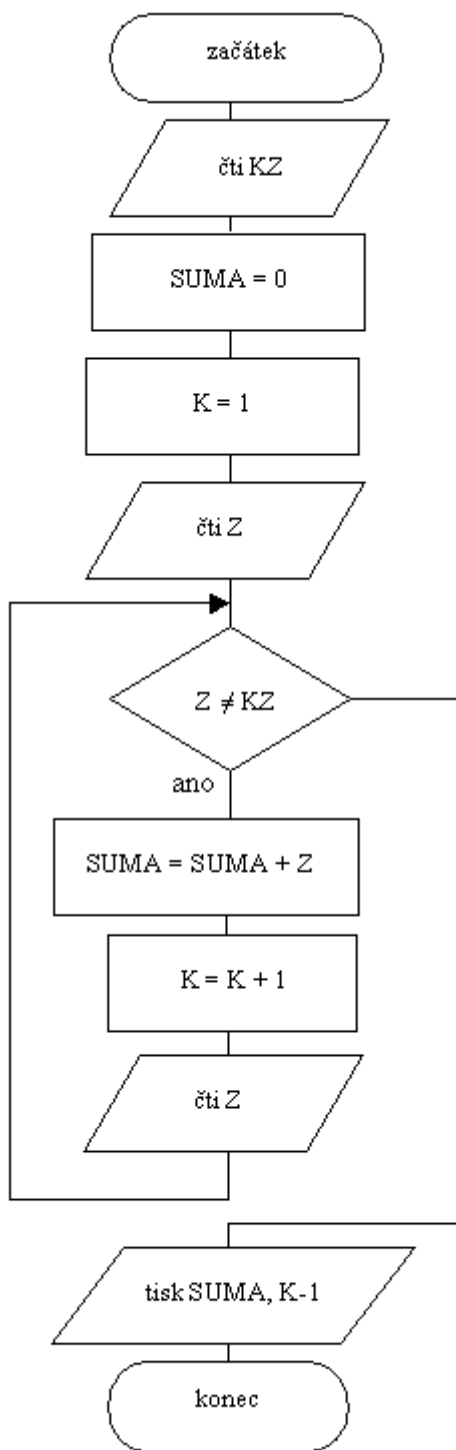 začátek
čti KZ
SUMA = 0
K = 1
čti Z
Z ≠ KZ
ano
SUMA = SUMA + Z
K = K + 1
čti Z
tisk SUMA, K-1
konec